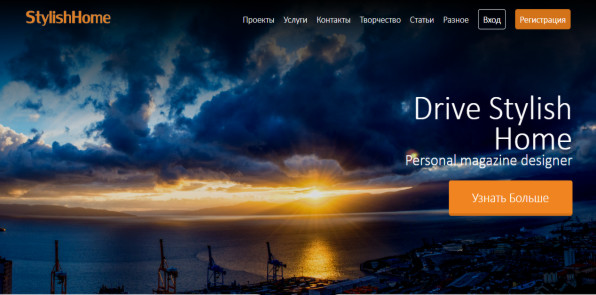 StylishHome
Проекты Услуги Контакты Творчество Статьи Разное Вход Регистрация
Drive Stylish
Home
Personal magazine designer
Узнать Больше